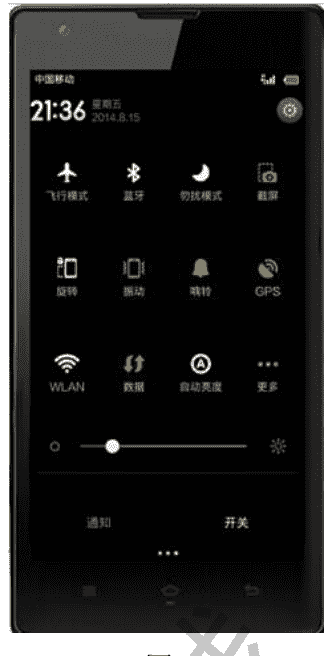 中国移动
21:36 星期五
2014.8.15
飞行模式 蓝牙 勿扰模式 截屏
旋转 振动 响铃 GPS
WLAN 数据 自动亮度 更多
通知 开关